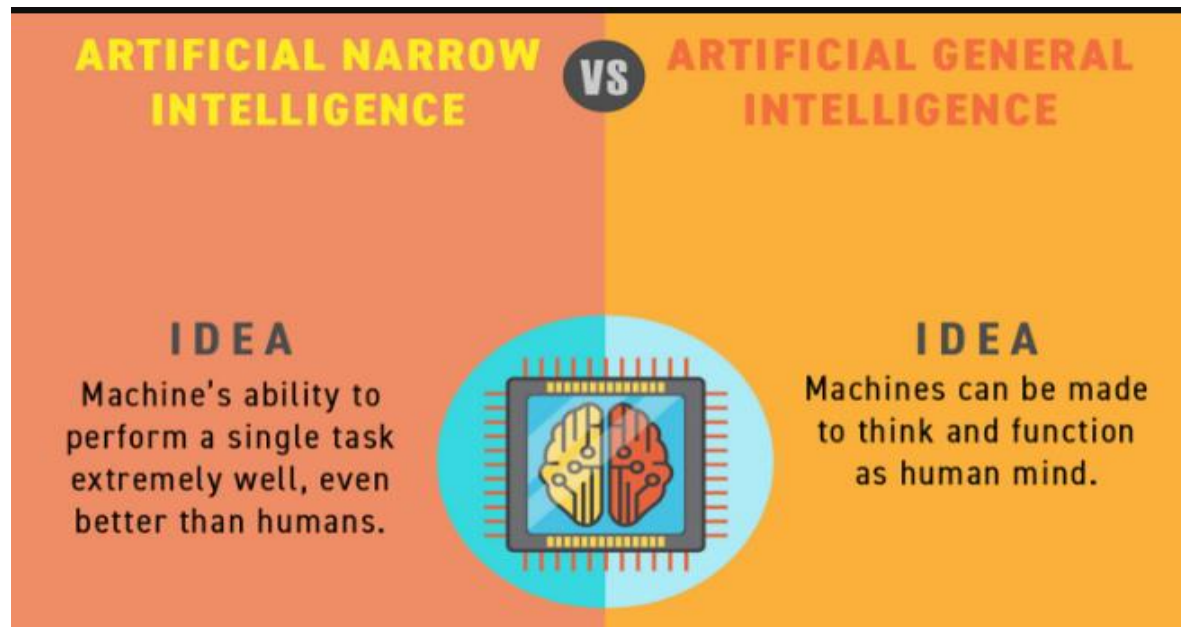 ARTIFICIAL NARROW
INTELLIGENCE
VS
ARTIFICIAL GENERAL
INTELLIGENCE
IDEA
Machine's ability to
perform a single task
extremely well, even
better than humans.
IDEA
Machines can be made
to think and function
as human mind.